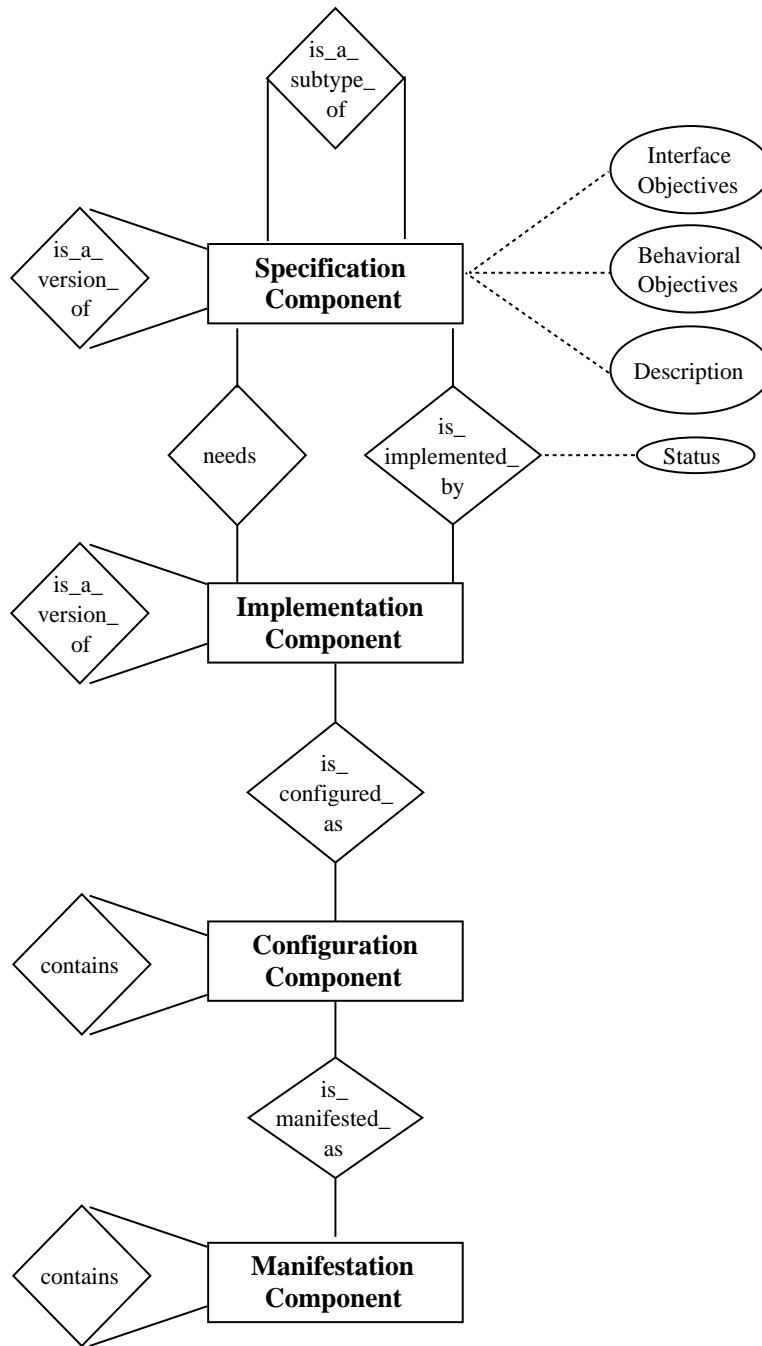 is_a_
subtype_
of
Interface
Objectives
is_a_
version_
of
Specification
Component
Behavioral
Objectives
Description
needs
is_
implemented_
by
Status
is_a_
version_
of
Implementation
Component
is_
configured_
as
contains
Configuration
Component
is_
manifested_
as
contains
Manifestation
Component